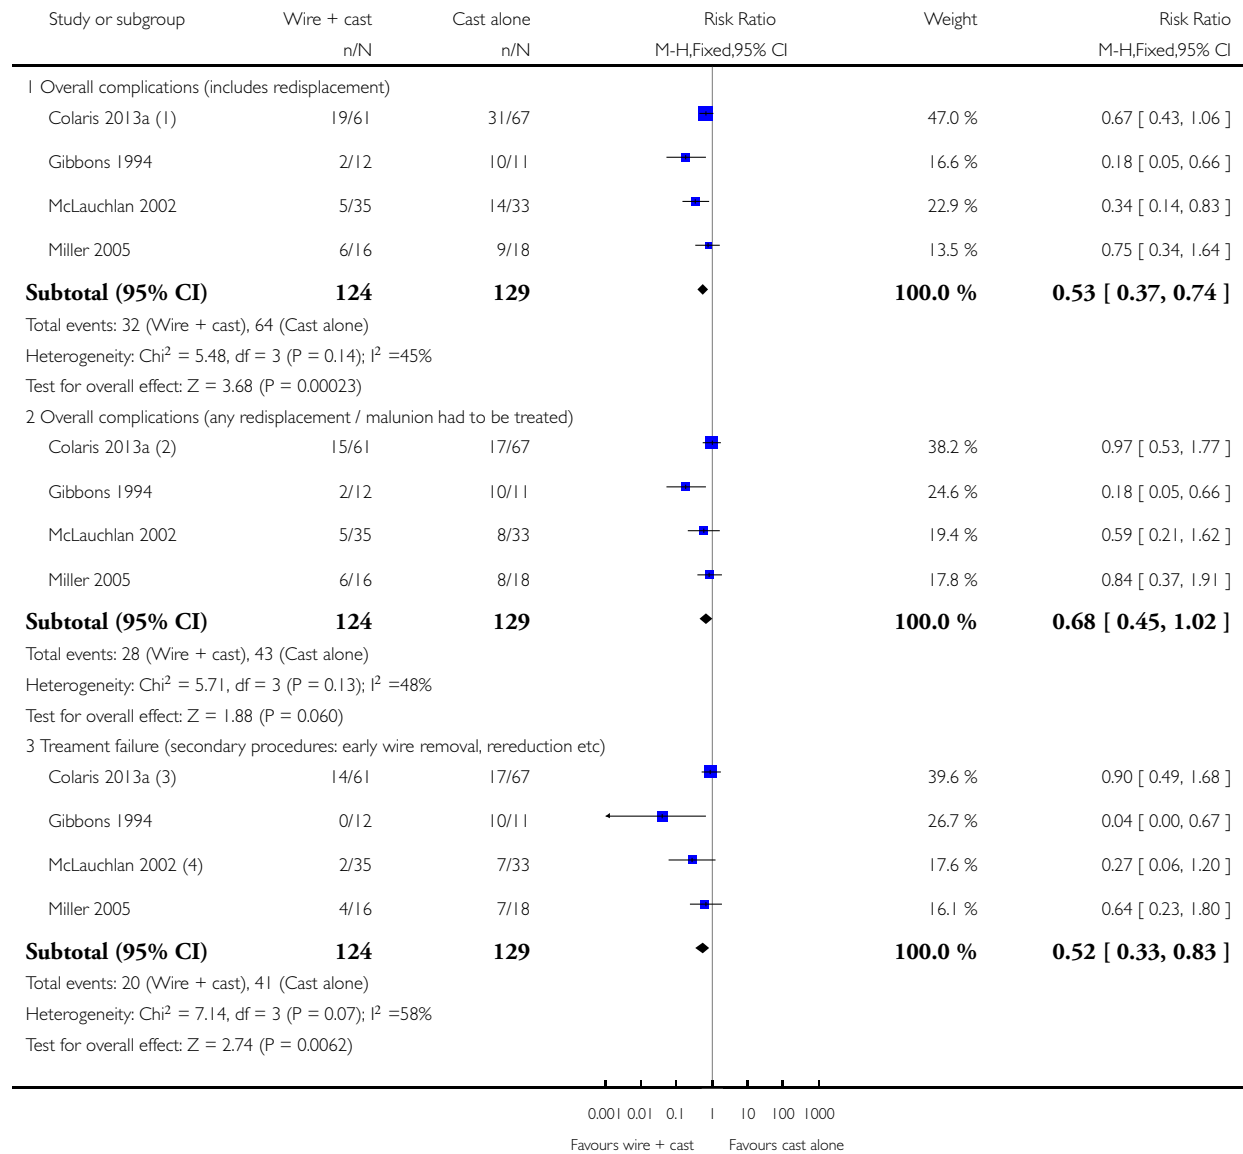 Study or subgroup Wire + cast Cast alone Risk Ratio Weight Risk Ratio
n/N n/N M-H,Fixed,95% CI M-H,Fixed,95% CI
1 Overall complications (includes redisplacement)
Colaris 2013a (1) 19/61 31/67 47.0 % 0.67 [ 0.43, 1.06 ]
Gibbons 1994 2/12 10/11 16.6 % 0.18 [ 0.05, 0.66 ]
McLauchlan 2002 5/35 14/33 22.9 % 0.34 [ 0.14, 0.83 ]
Miller 2005 6/16 9/18 13.5 % 0.75 [ 0.34, 1.64 ]
Subtotal (95% CI) 124 129 100.0 % 0.53 [ 0.37, 0.74 ]
Total events: 32 (Wire + cast), 64 (Cast alone)
Heterogeneity: Chi² = 5.48, df = 3 (P = 0.14); I² =45%
Test for overall effect: Z = 3.68 (P = 0.00023)
2 Overall complications (any redisplacement / malunion had to be treated)
Colaris 2013a (2) 15/61 17/67 38.2 % 0.97 [ 0.53, 1.77 ]
Gibbons 1994 2/12 10/11 24.6 % 0.18 [ 0.05, 0.66 ]
McLauchlan 2002 5/35 8/33 19.4 % 0.59 [ 0.21, 1.62 ]
Miller 2005 6/16 8/18 17.8 % 0.84 [ 0.37, 1.91 ]
Subtotal (95% CI) 124 129 100.0 % 0.68 [ 0.45, 1.02 ]
Total events: 28 (Wire + cast), 43 (Cast alone)
Heterogeneity: Chi² = 5.71, df = 3 (P = 0.13); I² =48%
Test for overall effect: Z = 1.88 (P = 0.060)
3 Treament failure (secondary procedures: early wire removal, rereduction etc)
Colaris 2013a (3) 14/61 17/67 39.6 % 0.90 [ 0.49, 1.68 ]
Gibbons 1994 0/12 10/11 26.7 % 0.04 [ 0.00, 0.67 ]
McLauchlan 2002 (4) 2/35 7/33 17.6 % 0.27 [ 0.06, 1.20 ]
Miller 2005 4/16 7/18 16.1 % 0.64 [ 0.23, 1.80 ]
Subtotal (95% CI) 124 129 100.0 % 0.52 [ 0.33, 0.83 ]
Total events: 20 (Wire + cast), 41 (Cast alone)
Heterogeneity: Chi² = 7.14, df = 3 (P = 0.07); I² =58%
Test for overall effect: Z = 2.74 (P = 0.0062)
0.001 0.01 0.1 1 10 100 1000
Favours wire + cast Favours cast alone